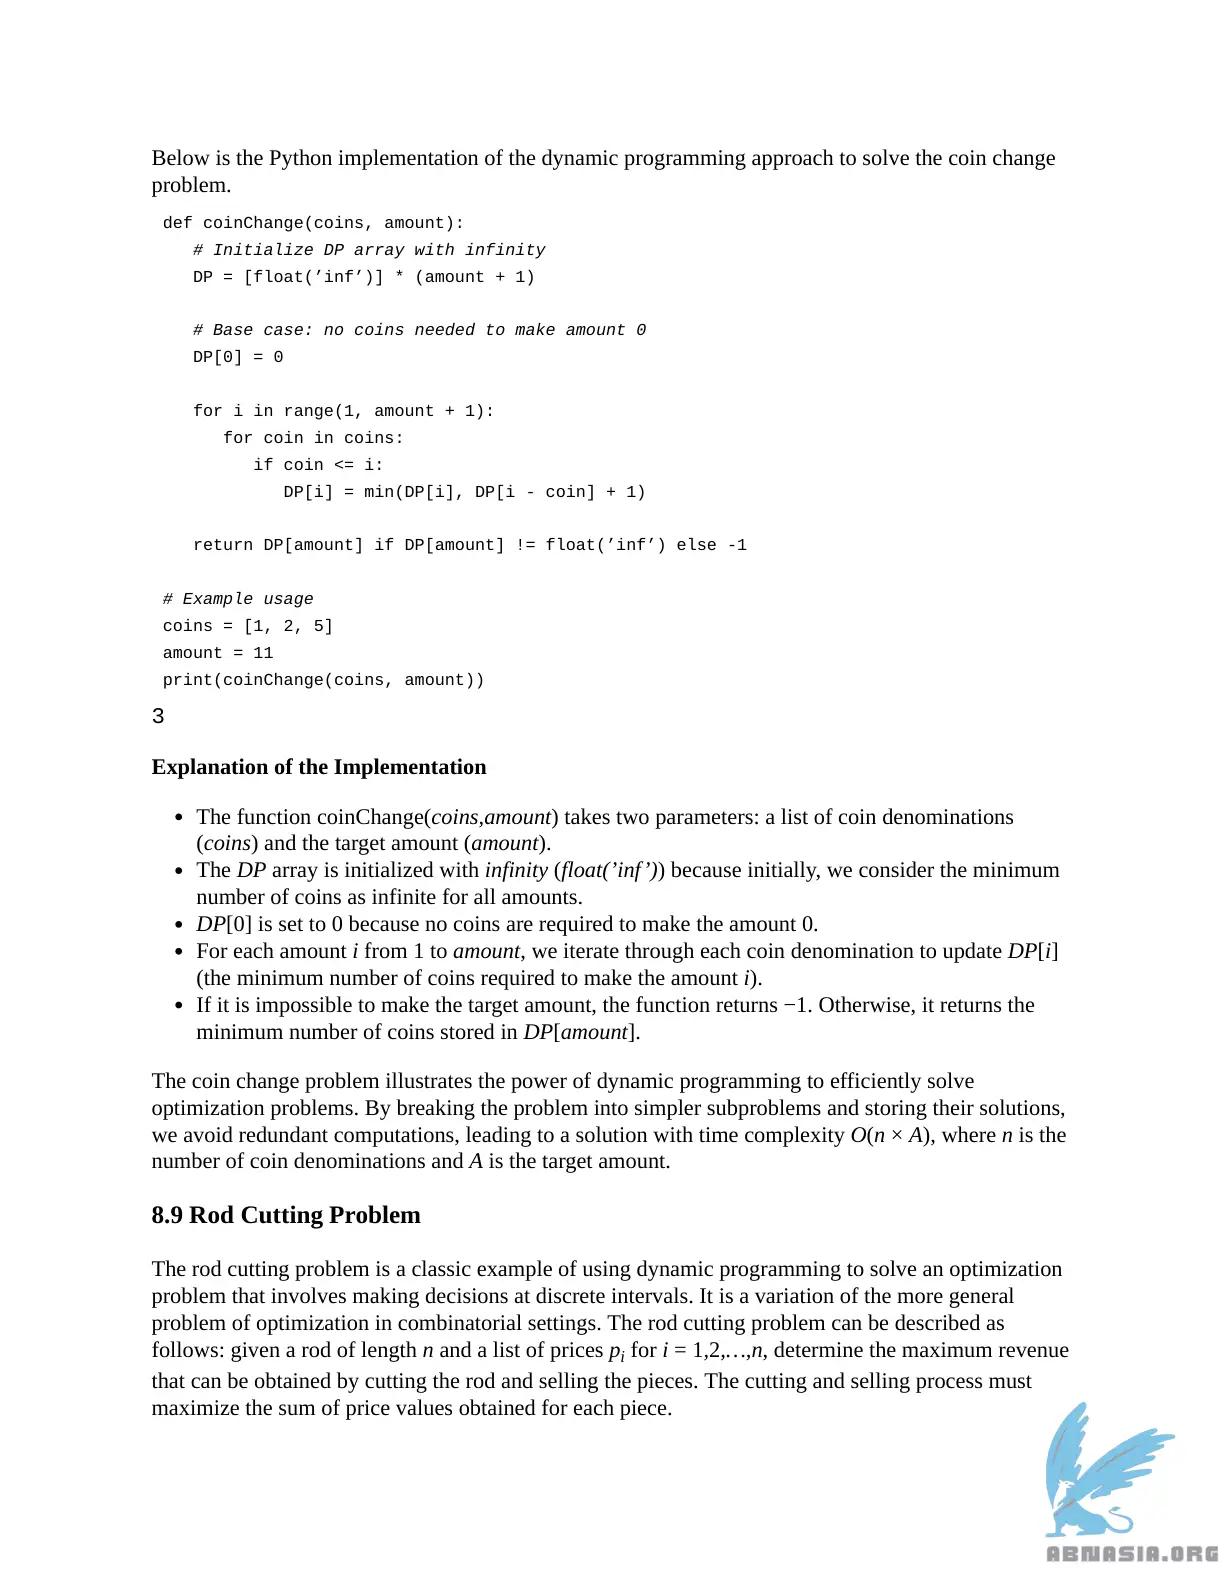 Below is the Python implementation of the dynamic programming approach to solve the coin change
problem.
def coinChange(coins, amount):
# Initialize DP array with infinity
DP = [float(’inf’)] * (amount + 1)
# Base case: no coins needed to make amount 0
DP[0] = 0
for i in range(1, amount + 1):
for coin in coins:
if coin <= i:
DP[i] = min(DP[i], DP[i - coin] + 1)
return DP[amount] if DP[amount] != float(’inf’) else -1
# Example usage
coins = [1, 2, 5]
amount = 11
print(coinChange(coins, amount))
3
Explanation of the Implementation
• The function coinChange(coins,amount) takes two parameters: a list of coin denominations
(coins) and the target amount (amount).
• The DP array is initialized with infinity (float(’inf’)) because initially, we consider the minimum
number of coins as infinite for all amounts.
• DP[0] is set to 0 because no coins are required to make the amount 0.
• For each amount i from 1 to amount, we iterate through each coin denomination to update DP[i]
(the minimum number of coins required to make the amount i).
• If it is impossible to make the target amount, the function returns −1. Otherwise, it returns the
minimum number of coins stored in DP[amount].
The coin change problem illustrates the power of dynamic programming to efficiently solve
optimization problems. By breaking the problem into simpler subproblems and storing their solutions,
we avoid redundant computations, leading to a solution with time complexity O(n × A), where n is the
number of coin denominations and A is the target amount.
8.9 Rod Cutting Problem
The rod cutting problem is a classic example of using dynamic programming to solve an optimization
problem that involves making decisions at discrete intervals. It is a variation of the more general
problem of optimization in combinatorial settings. The rod cutting problem can be described as
follows: given a rod of length n and a list of prices pi for i = 1,2,…,n, determine the maximum revenue
that can be obtained by cutting the rod and selling the pieces. The cutting and selling process must
maximize the sum of price values obtained for each piece.
ABNASIA.ORG